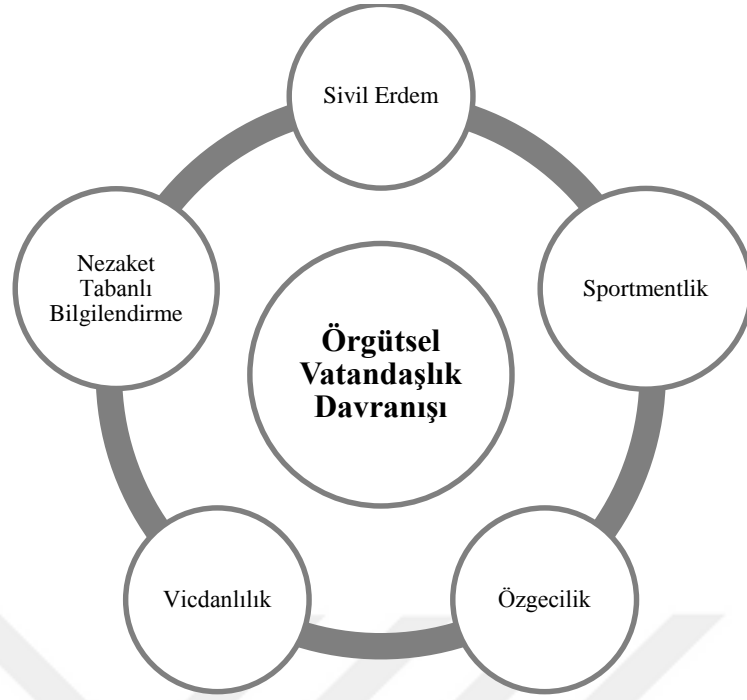 Sivil Erdem
Nezaket
Tabanlı
Bilgilendirme
Sportmentlik
Örgütsel
Vatandaşlık
Davranışı
Vicdanlılık
Özgecilik